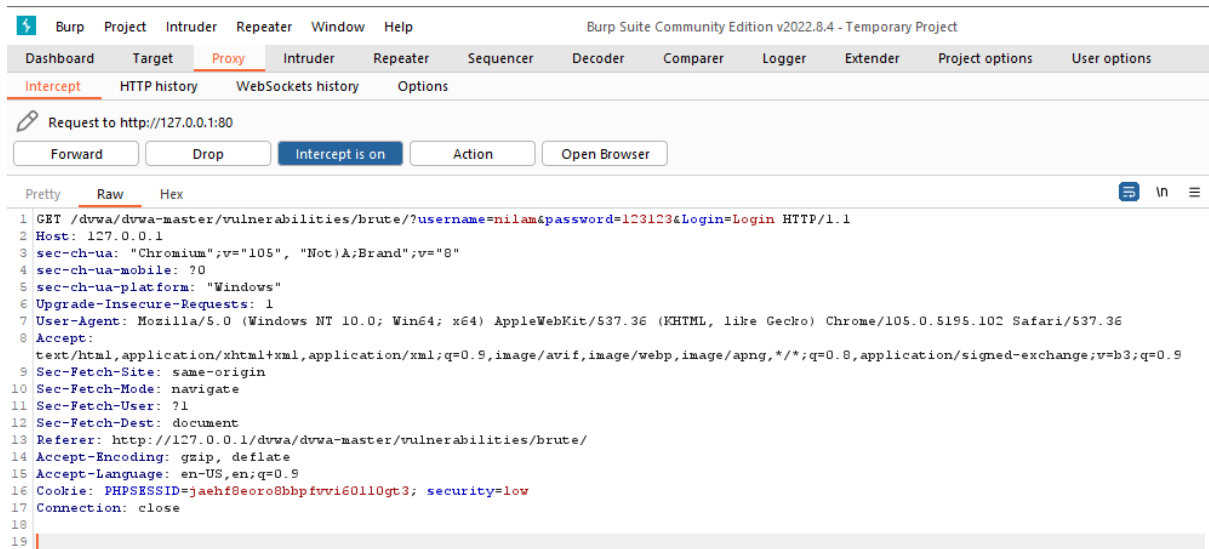 Burp Project Intruder Repeater Window Help Burp Suite Community Edition v2022.8.4 - Temporary Project
Dashboard Target Proxy Intruder Repeater Sequencer Decoder Comparer Logger Extender Project options User options
Intercept HTTP history WebSockets history Options
Request to http://127.0.0.1:80
Forward Drop Intercept is on Action Open Browser
Pretty Raw Hex \n
1 GET /dvwa/dvwa-master/vulnerabilities/brute/?username=nilam&password=123123&Login=Login HTTP/1.1
2 Host: 127.0.0.1
3 sec-ch-ua: "Chromium";v="105", "Not)A;Brand";v="8"
4 sec-ch-ua-mobile: ?0
5 sec-ch-ua-platform: "Windows"
6 Upgrade-Insecure-Requests: 1
7 User-Agent: Mozilla/5.0 (Windows NT 10.0; Win64; x64) AppleWebKit/537.36 (KHTML, like Gecko) Chrome/105.0.5195.102 Safari/537.36
8 Accept:
text/html,application/xhtml+xml,application/xml;q=0.9,image/avif,image/webp,image/apng,*/*;q=0.8,application/signed-exchange;v=b3;q=0.9
9 Sec-Fetch-Site: same-origin
10 Sec-Fetch-Mode: navigate
11 Sec-Fetch-User: ?1
12 Sec-Fetch-Dest: document
13 Referer: http://127.0.0.1/dvwa/dvwa-master/vulnerabilities/brute/
14 Accept-Encoding: gzip, deflate
15 Accept-Language: en-US,en;q=0.9
16 Cookie: PHPSESSID=jaehf8eoro8bbpfvvi60110gt3; security=low
17 Connection: close
18
19